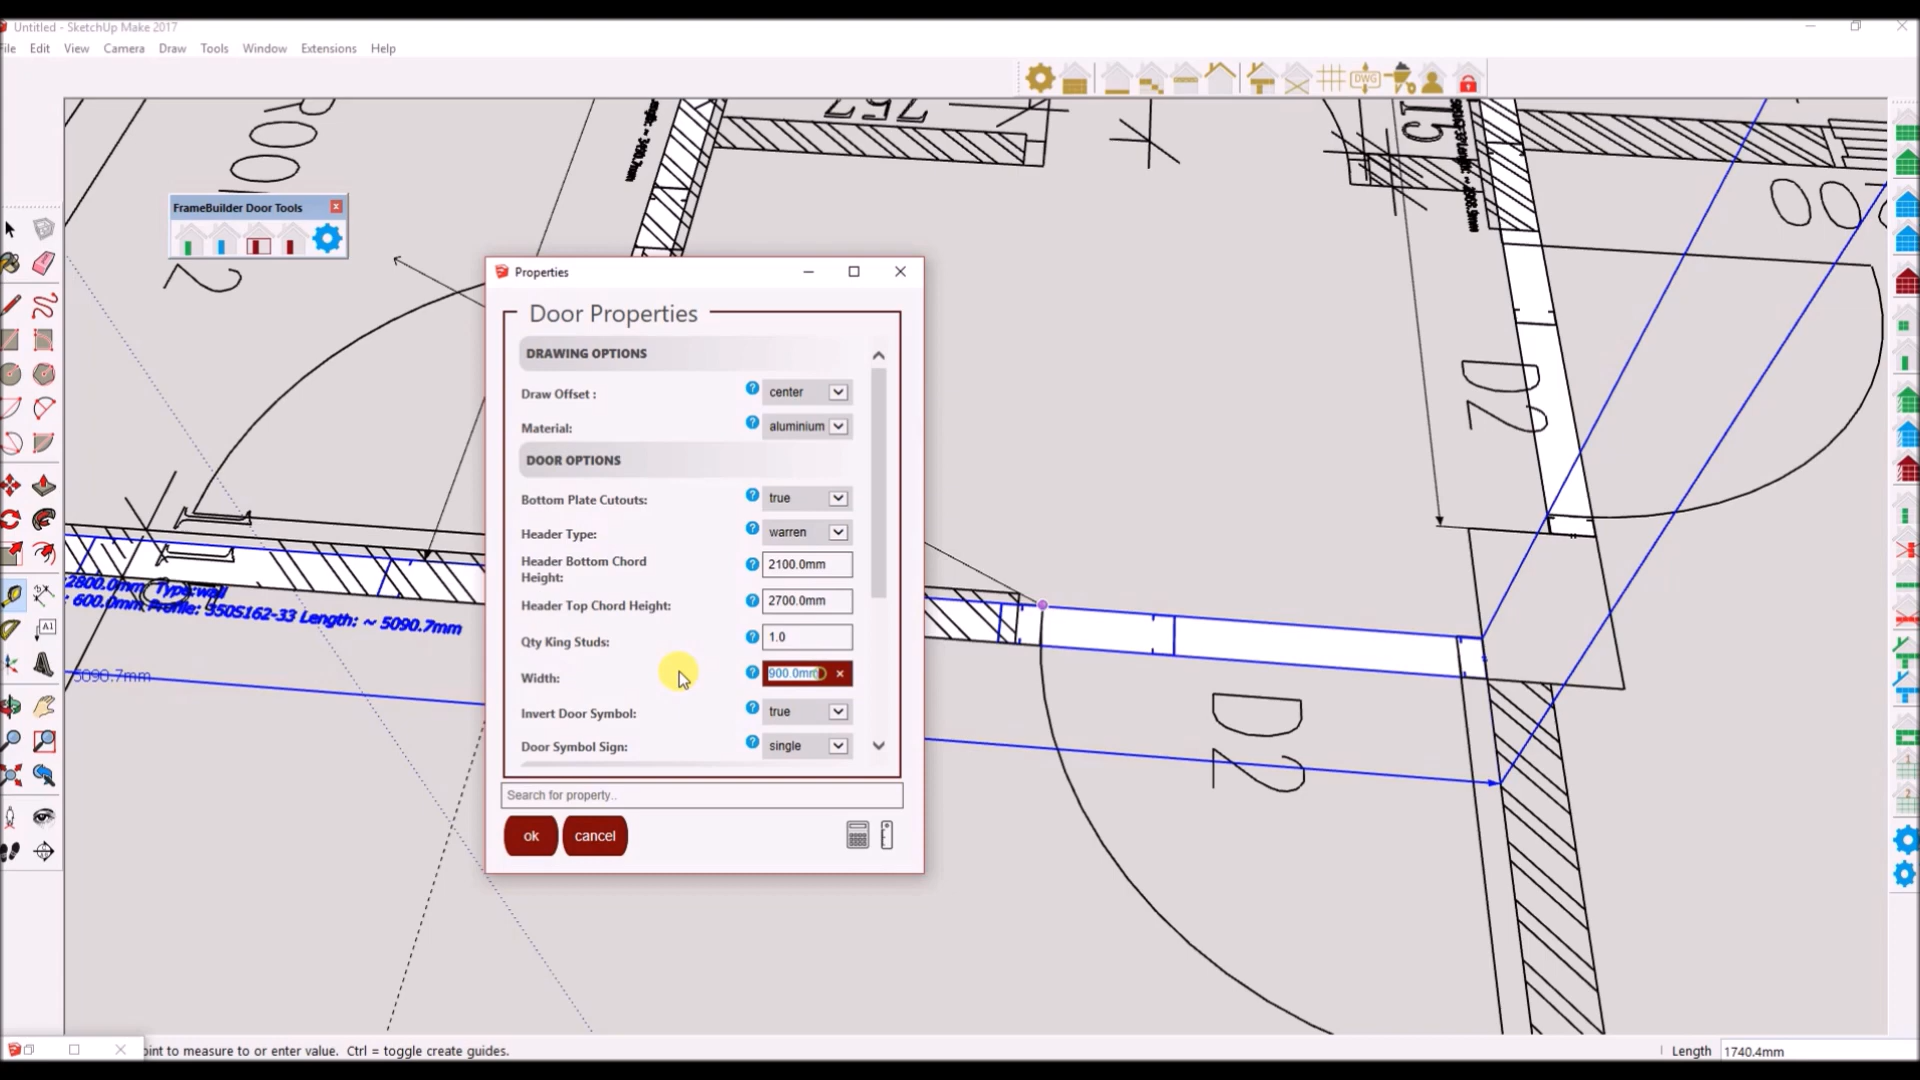 Untitled - SketchUp Make 2017
File Edit View Camera Draw Tools Window Extensions Help
DWG
FrameBuilder Door Tools
Properties
Door Properties
DRAWING OPTIONS
Draw Offset : ? center
Material: ? aluminium
DOOR OPTIONS
Bottom Plate Cutouts: ? true
Header Type: ? warren
Header Bottom Chord
Height: ? 2100.0mm
Header Top Chord Height: ? 2700.0mm
Qty King Studs: ? 1.0
Width: ? 900.0mm
Invert Door Symbol: ? true
Door Symbol Sign: ? single
Search for property..
ok cancel
2800.0mm Type:wall
: 600.0mm Profile: 350S162-33 Length: ~ 5090.7mm
5090.7mm
D2
D2
2
757
A1
oint to measure to or enter value. Ctrl = toggle create guides.
Length 1740.4mm